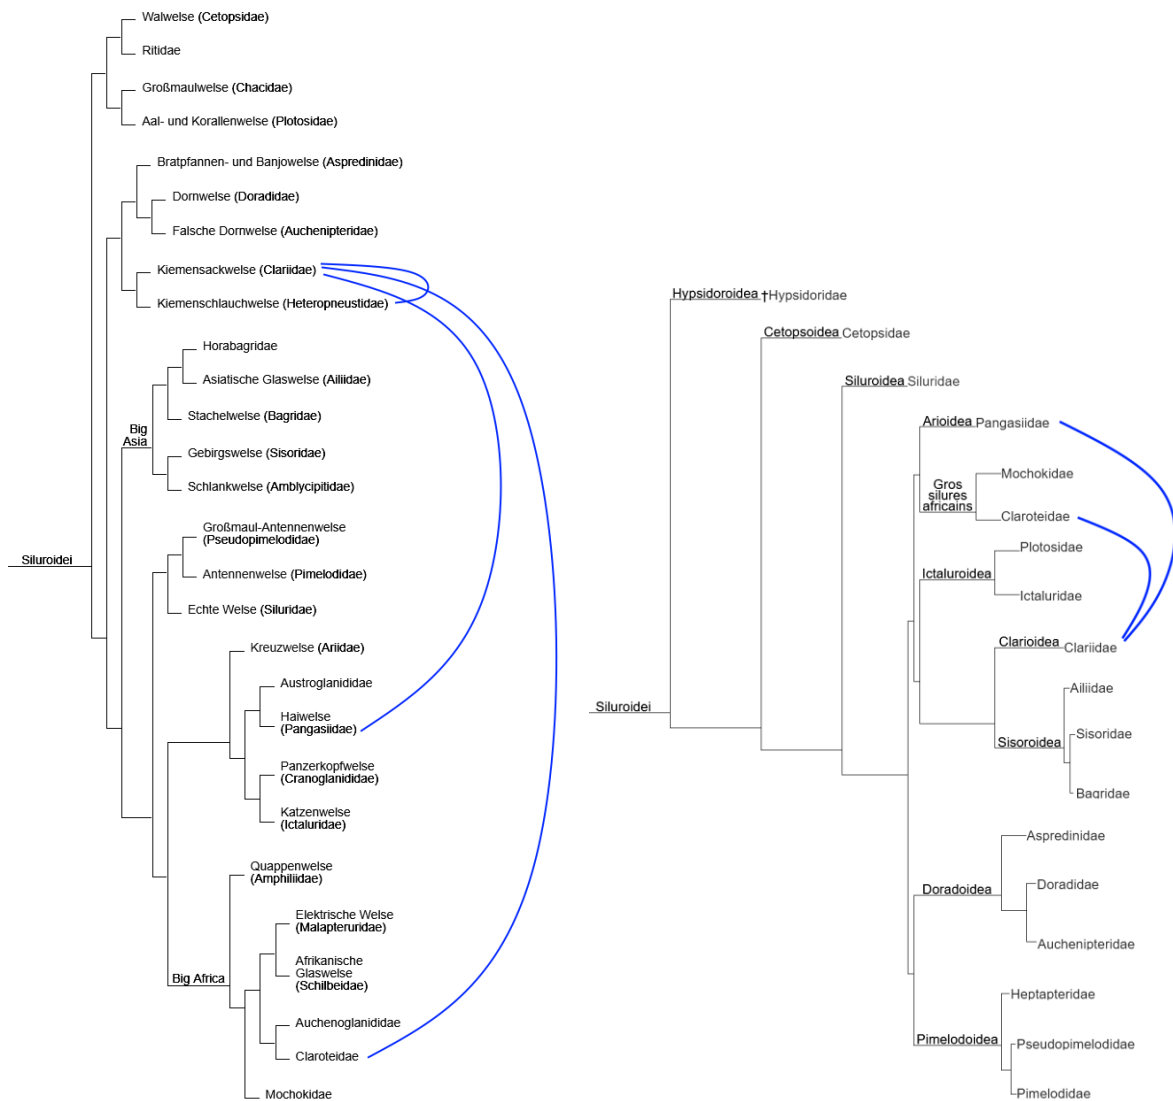 Walwelse (Cetopsidae)
Ritidae
Großmaulwelse (Chacidae)
Aal- und Korallenwelse (Plotosidae)
Bratpfannen- und Banjowelse (Aspredinidae)
Dornwelse (Doradidae)
Falsche Dornwelse (Auchenipteridae)
Kiemensackwelse (Clariidae)
Kiemenschlauchwelse (Heteropneustidae)
Horabagridae
Asiatische Glaswelse (Ailiidae)
Stachelwelse (Bagridae)
Big
Asia
Gebirgswelse (Sisoridae)
Schlankwelse (Amblycipitidae)
Großmaul-Antennenwelse
(Pseudopimelodidae)
Siluroidei
Antennenwelse (Pimelodidae)
Echte Welse (Siluridae)
Kreuzwelse (Ariidae)
Austroglanididae
Haiwelse
(Pangasiidae)
Panzerkopfwelse
(Cranoglanididae)
Katzenwelse
(Ictaluridae)
Quappenwelse
(Amphiliidae)
Elektrische Welse
(Malapteruridae)
Afrikanische
Glaswelse
(Schilbeidae)
Big Africa
Auchenoglanididae
Claroteidae
Mochokidae
Hypsidoroidea †Hypsidoridae
Cetopsoidea Cetopsidae
Siluroidea Siluridae
Arioidea Pangasiidae
Mochokidae
Gros
silures
africains
Claroteidae
Plotosidae
Ictaluroidea
Ictaluridae
Clarioidea Clariidae
Ailiidae
Siluroidei
Sisoridae
Sisoroidea
Bagridae
Aspredinidae
Doradidae
Doradoidea
Auchenipteridae
Heptapteridae
Pimelodoidea
Pseudopimelodidae
Pimelodidae